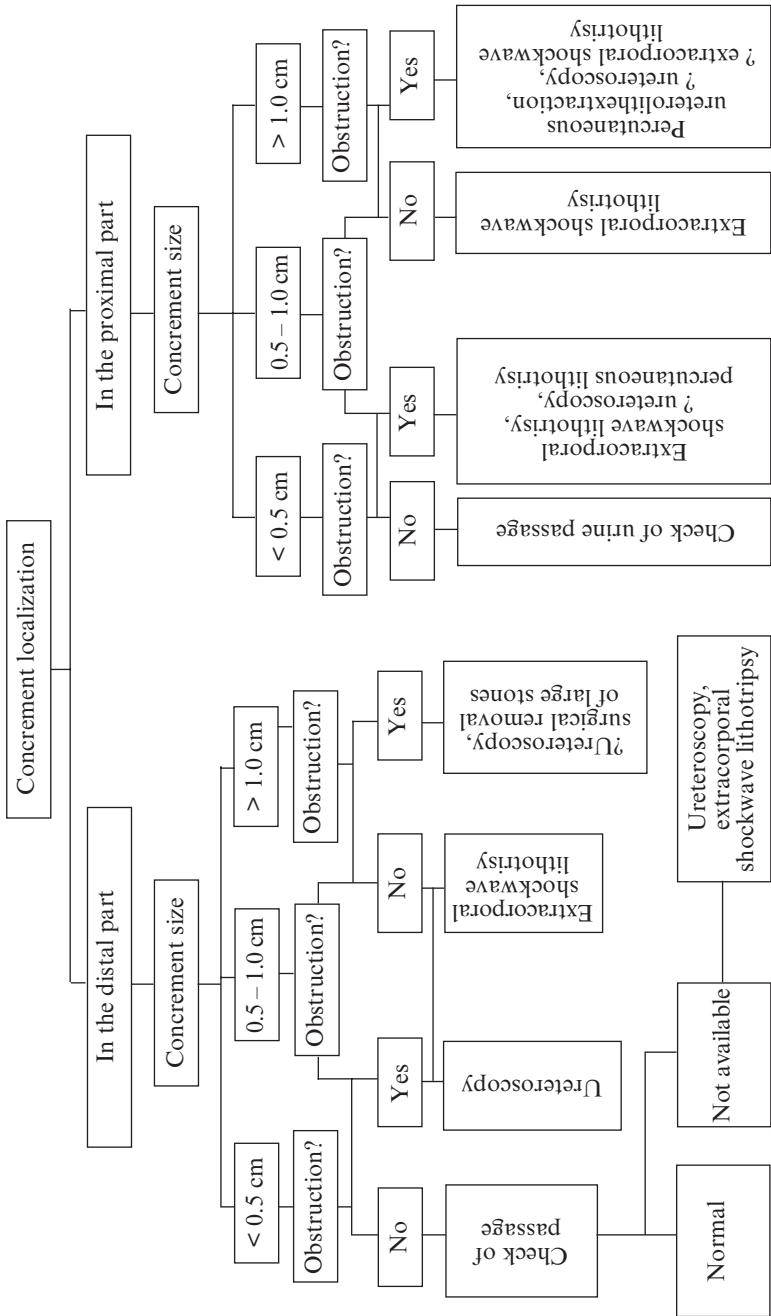 Concrement localization
In the distal part
In the proximal part
Concrement size
Concrement size
< 0.5 cm
0.5 – 1.0 cm
> 1.0 cm
< 0.5 cm
0.5 – 1.0 cm
> 1.0 cm
Obstruction?
Obstruction?
Obstruction?
Obstruction?
Obstruction?
Obstruction?
No
Yes
No
Yes
No
Yes
No
Yes
Check of
passage
Ureteroscopy
Extracorporal
shockwave
lithotrisy
?Ureteroscopy,
surgical removal
of large stones
Check of urine passage
Extracorporal
shockwave lithotrisy,
? ureteroscopy,
percutaneous lithotrisy
Extracorporal shockwave
lithotrisy
Percutaneous
ureterolithextraction,
? ureteroscopy,
? extracorporal shockwave
lithotrisy
Normal
Not available
Ureteroscopy,
extracorporal
shockwave lithotripsy